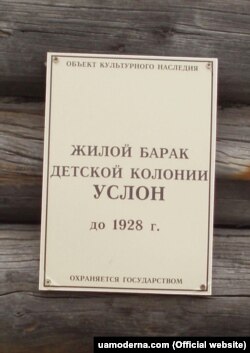 ОБЪЕКТ КУЛЬТУРНОГО НАСЛЕДИЯ
ЖИЛОЙ БАРАК
ДЕТСКОЙ КОЛОНИИ
УСЛОН
до 1928 г.
ОХРАНЯЕТСЯ ГОСУДАРСТВОМ
uamoderna.com (Official website)